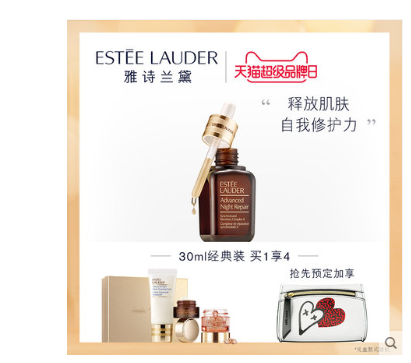 ESTĒE LAUDER
雅诗兰黛
天猫超级品牌日
“ 释放肌肤
自我修护力 ”
ESTĒE
LAUDER
Advanced
Night Repair
30ml经典装 买1享4
抢先预定加享